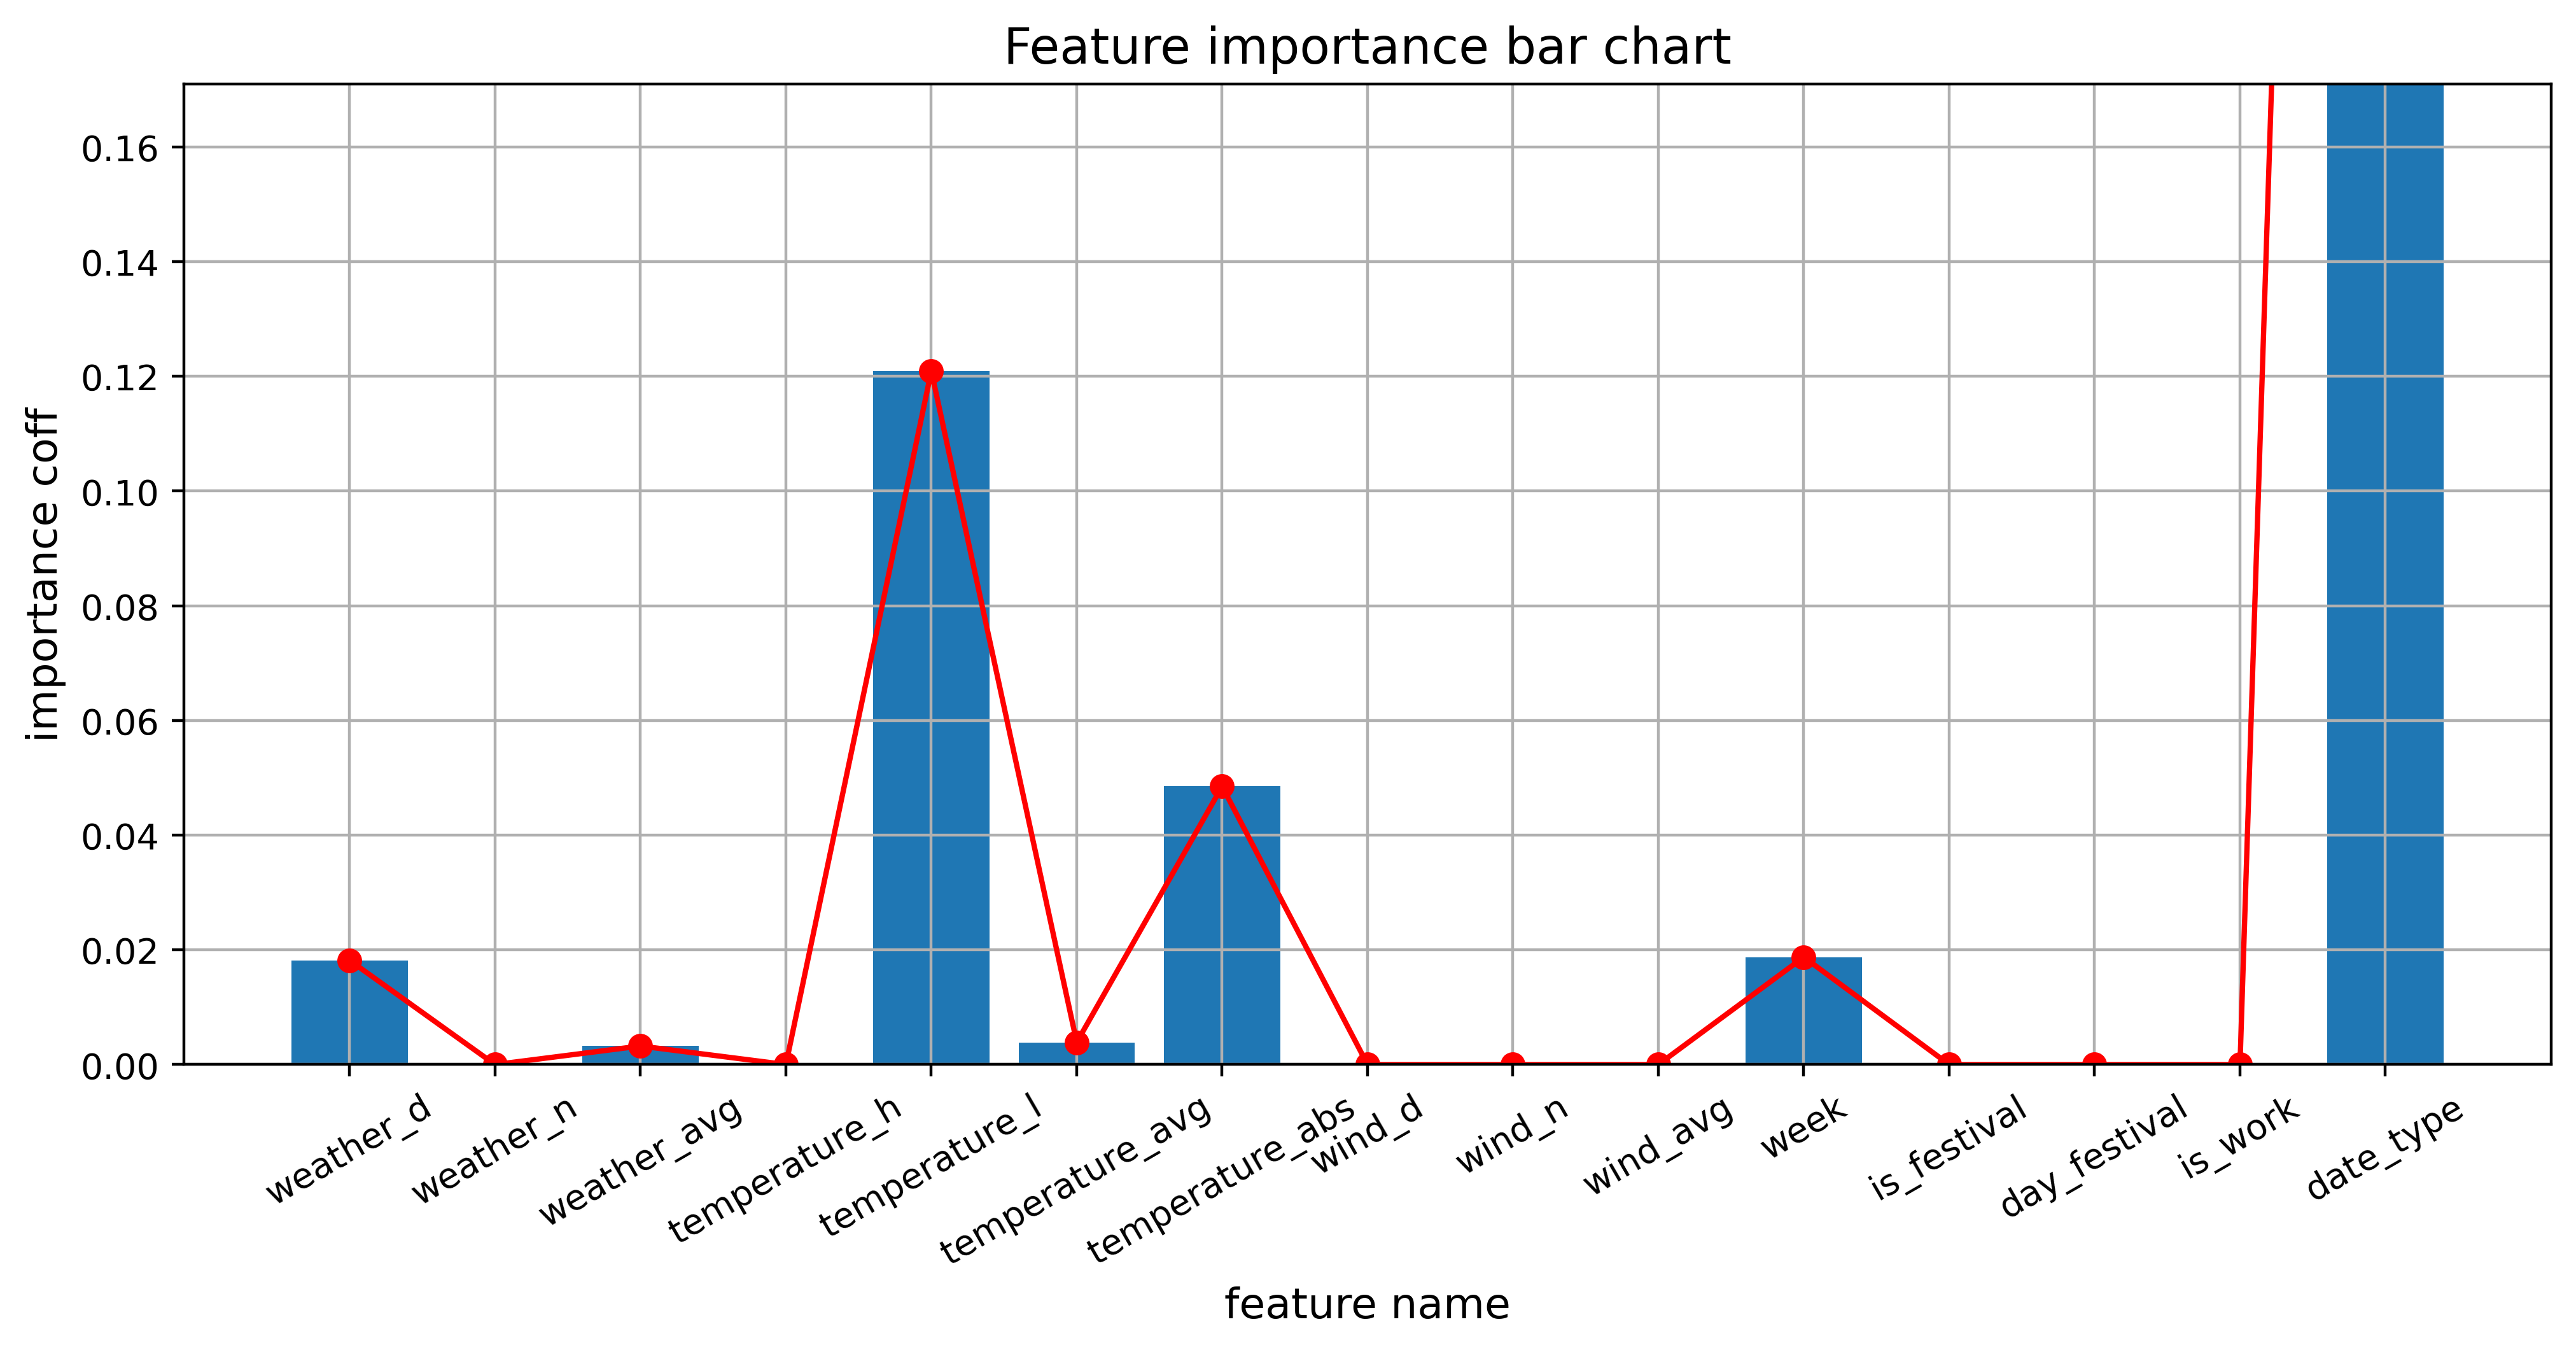 Feature importance bar chart
importance coff
0.16
0.14
0.12
0.10
0.08
0.06
0.04
0.02
0.00
weather_d
weather_n
weather_avg
temperature_h
temperature_l
temperature_avg
temperature_abs
wind_d
wind_n
wind_avg
week
is_festival
day_festival
is_work
date_type
feature name